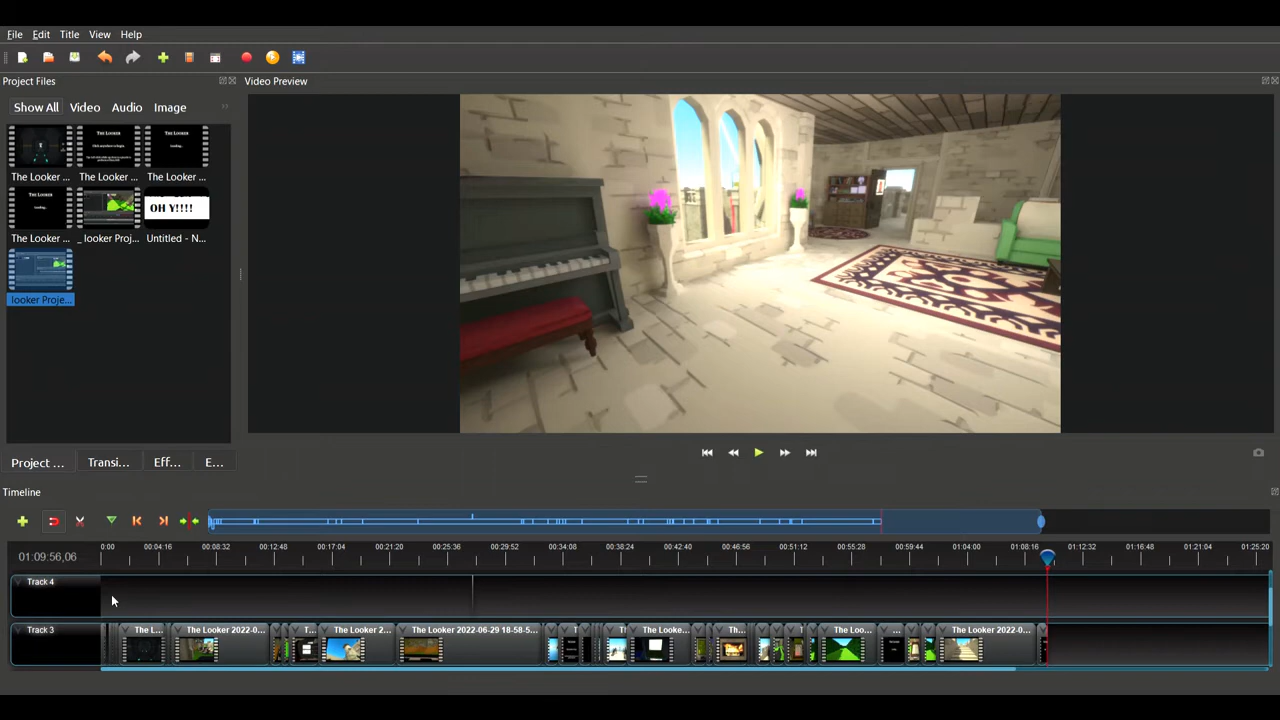 File Edit Title View Help
Project Files
Video Preview
Show All Video Audio Image
The Looker ... The Looker ... The Looker ...
The Looker ... _ looker Proj... Untitled - N...
OH Y!!!!
looker Proje...
Project ... Transi... Eff... E...
Timeline
01:09:56,06
0:00 00:04:16 00:08:32 00:12:48 00:17:04 00:21:20 00:25:36 00:29:52 00:34:08 00:38:24 00:42:40 00:46:56 00:51:12 00:55:28 00:59:44 01:04:00 01:08:16 01:12:32 01:16:48 01:21:04 01:25:20
Track 4
Track 3
The L... The Looker 2022-0... T... The Looker 2... The Looker 2022-06-29 18-58-5... T The Looke... Th... The Loo... ... The Looker 2022-0...